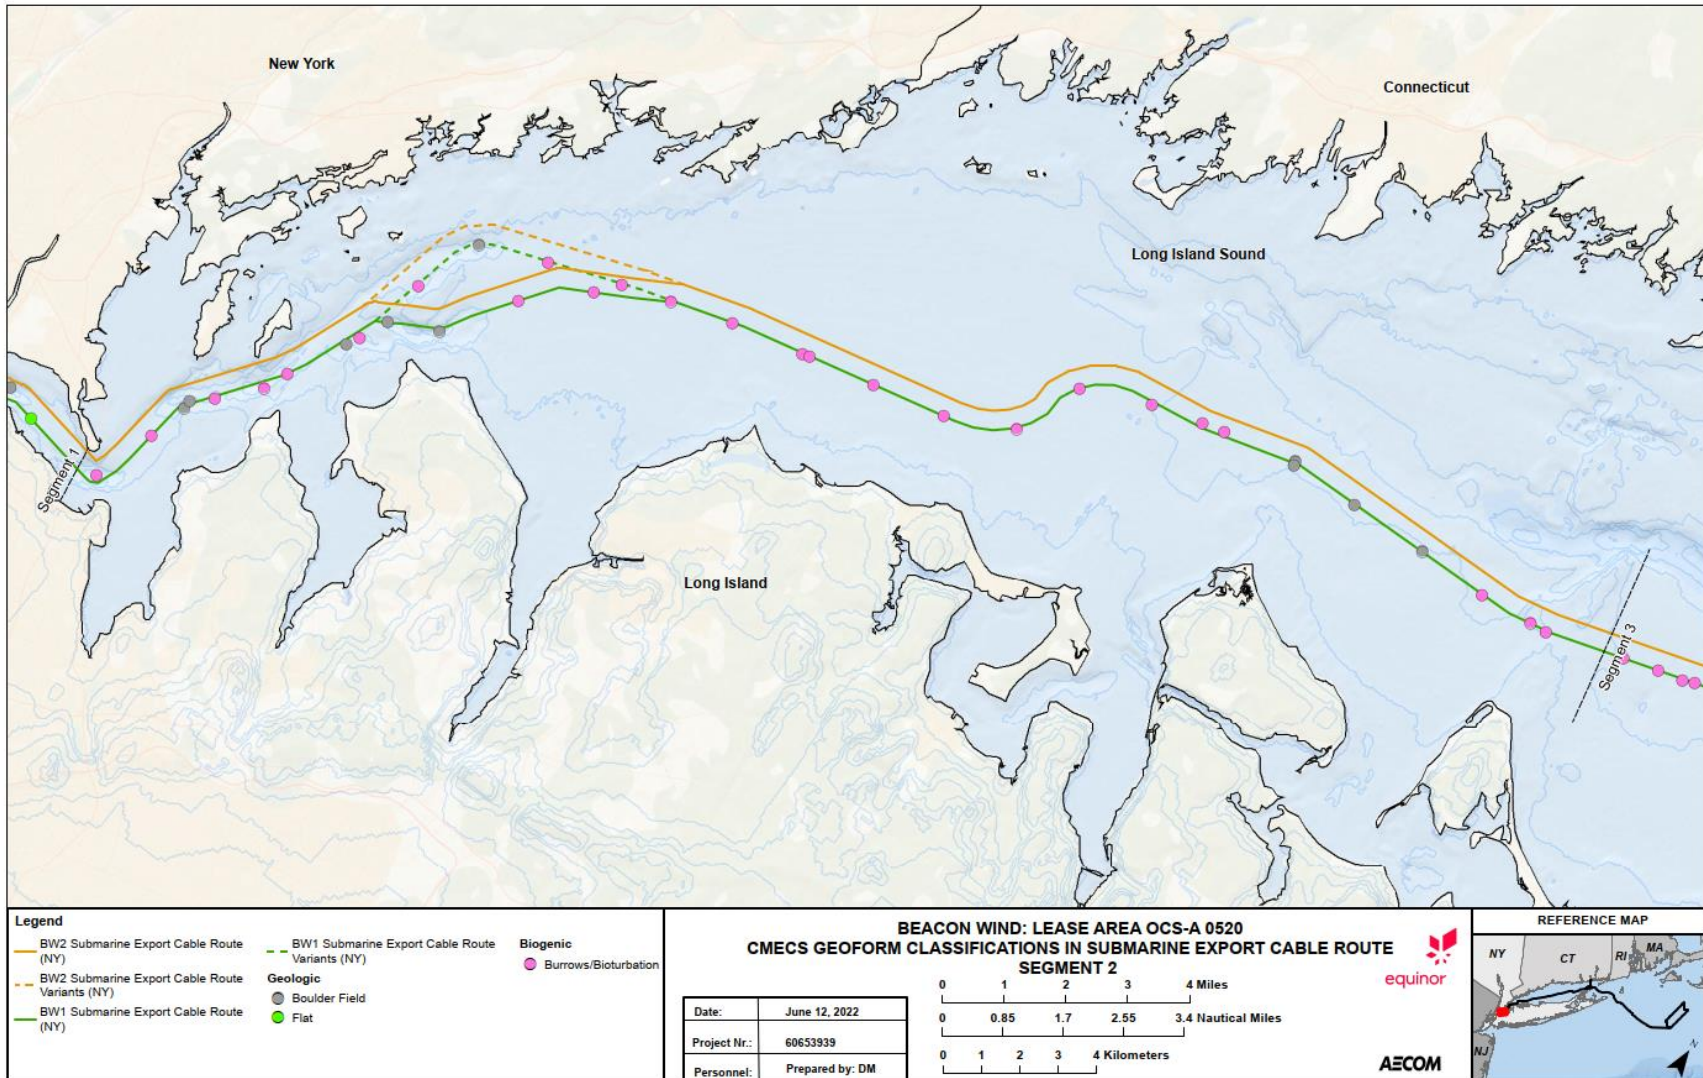 New York
Connecticut
Long Island Sound
Segment 1
Long Island
Segment 3
Legend
BW2 Submarine Export Cable Route
(NY)
BW2 Submarine Export Cable Route
Variants (NY)
BW1 Submarine Export Cable Route
(NY)
BW1 Submarine Export Cable Route
Variants (NY)
Geologic
Boulder Field
Flat
Biogenic
Burrows/Bioturbation
BEACON WIND: LEASE AREA OCS-A 0520
CMECS GEOFORM CLASSIFICATIONS IN SUBMARINE EXPORT CABLE ROUTE
SEGMENT 2
equinor
0 1 2 3 4 Miles
0 0.85 1.7 2.55 3.4 Nautical Miles
0 1 2 3 4 Kilometers
Date: June 12, 2022
Project Nr.: 60653939
Personnel: Prepared by: DM
AECOM
REFERENCE MAP
NY CT RI MA
NJ
N